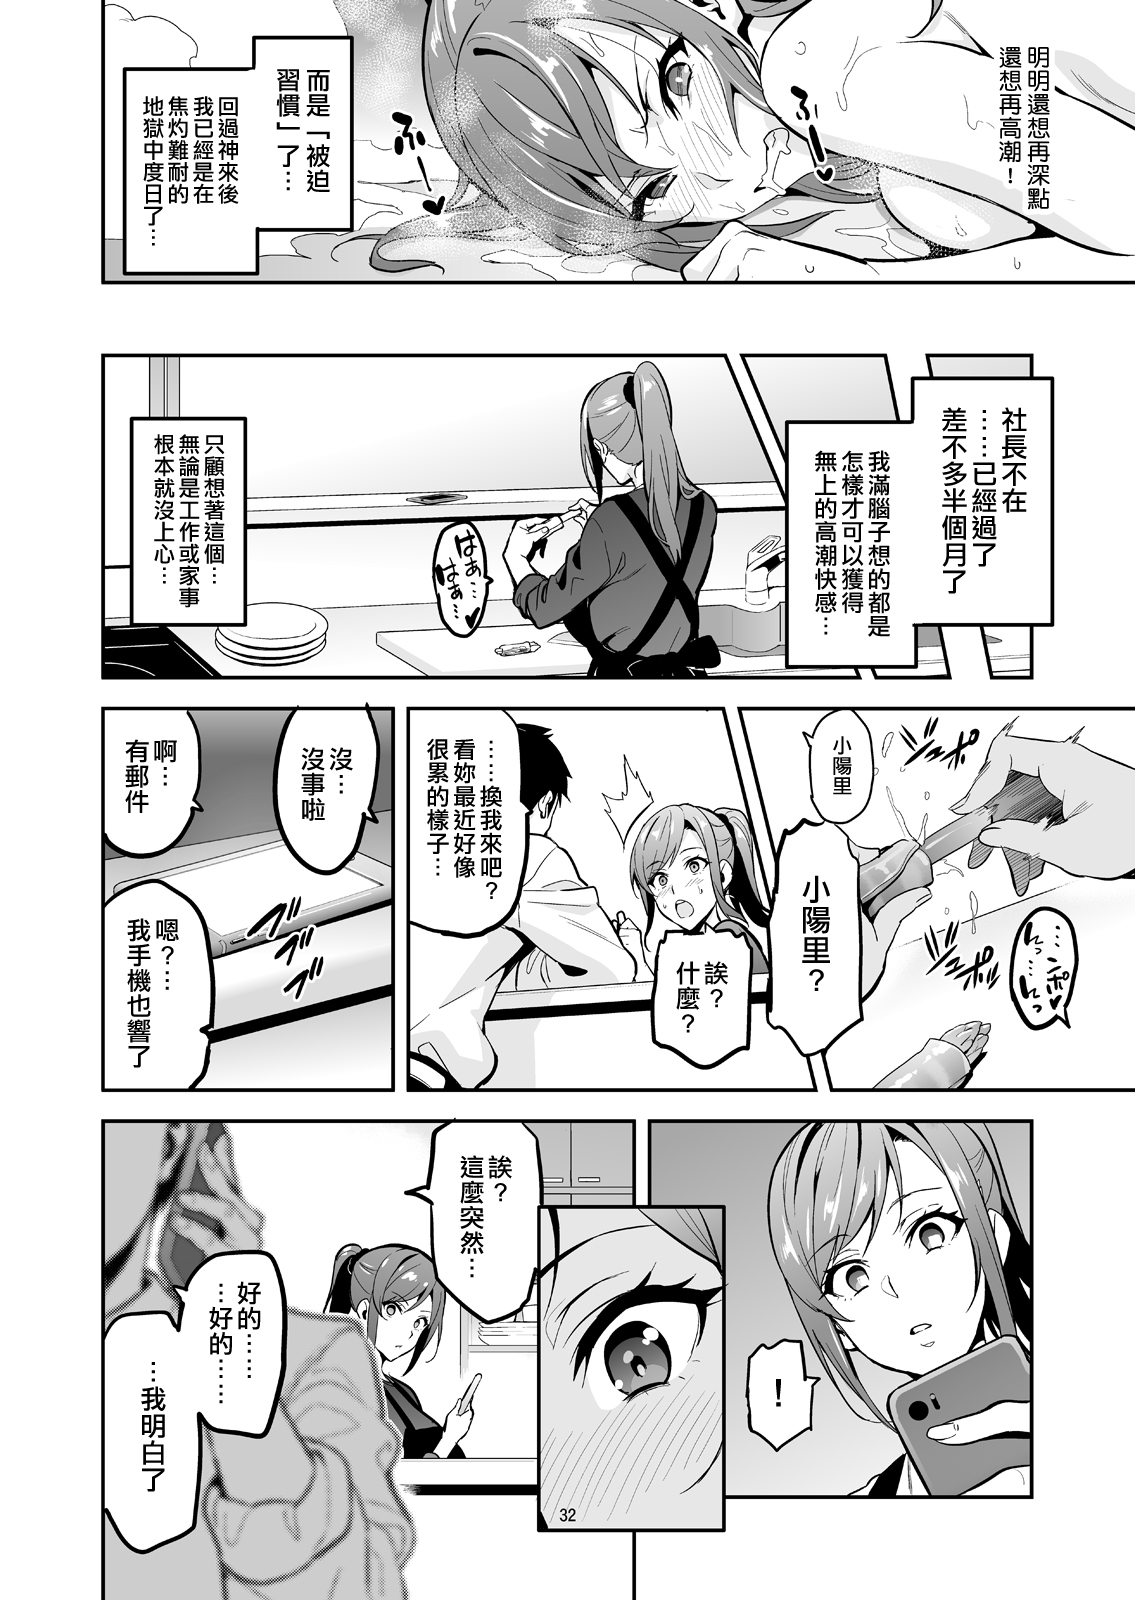 明明還想再深點
還想再高潮！
ふーっ
ふーっ
而是「被迫
習慣」了…
回過神來後
我已經是在
焦灼難耐的
地獄中度日了…
社長不在
……已經過了
差不多半個月了
我滿腦子想的都是
怎樣才可以獲得
無上的高潮快感…
はぁ…
はぁ…
只顧想著這個…
無論是工作或家事
根本就沒上心…
小陽里
小陽里？
誒？
什麼？
……換我來吧？
看妳最近好像
很累的樣子…
沒…
沒事啦
啊…
有郵件
ブブブ
嗯？…
我手機也響了
！
誒？
這麼突然…
好的……
…好的……
…我明白了
32